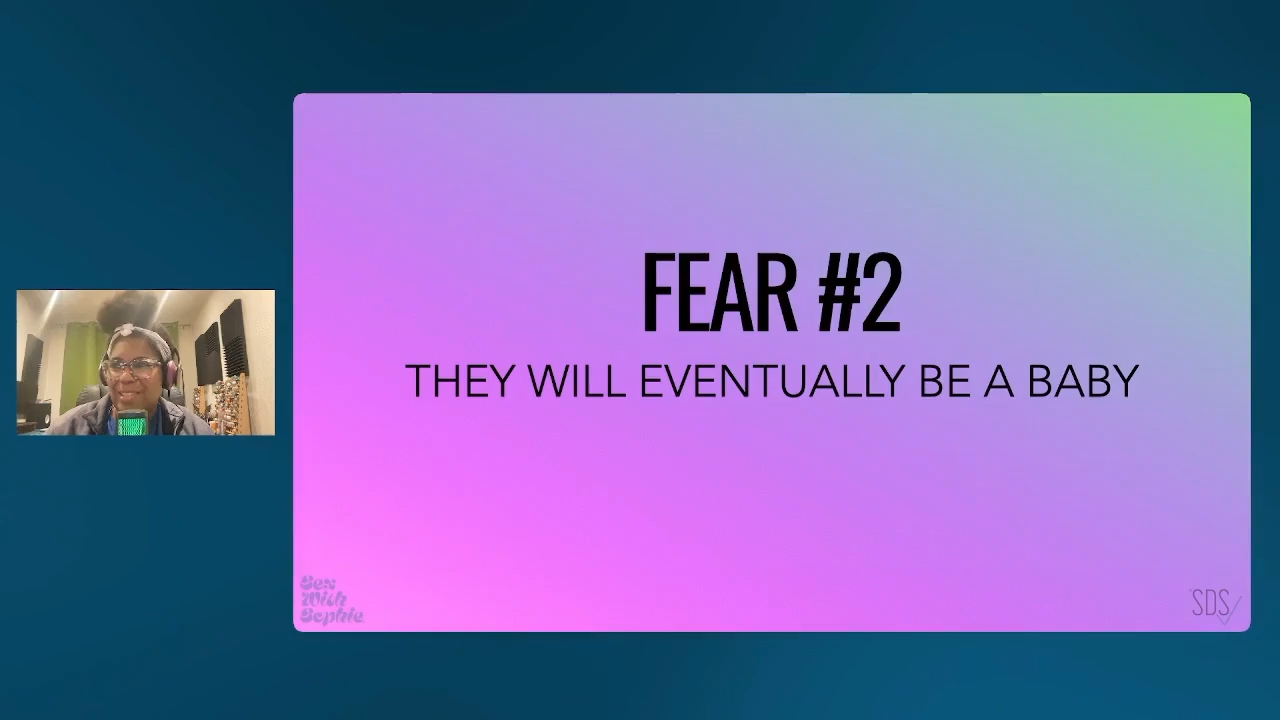 FEAR #2
THEY WILL EVENTUALLY BE A BABY
Sex
With
Sophie
SDS